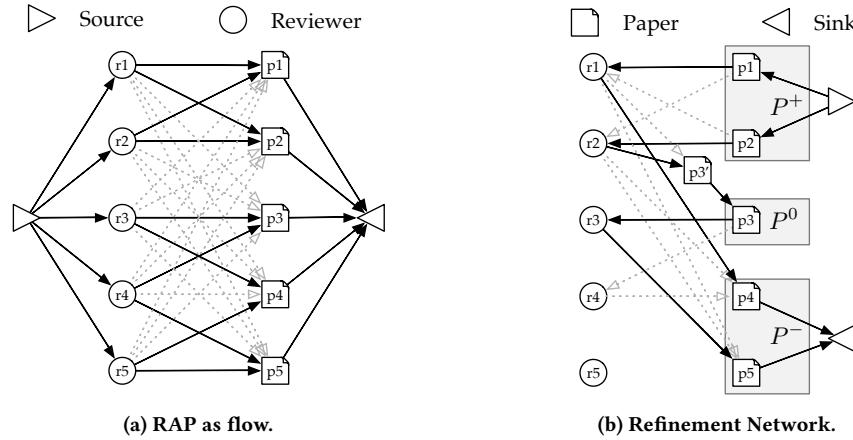 Source Reviewer Paper Sink
r1 p1
r2 p2
r3 p3
r4 p4
r5 p5
(a) RAP as flow.
r1 p1
P+
r2 p2
p3′
r3 p3 P0
r4 p4
P−
r5 p5
(b) Refinement Network.